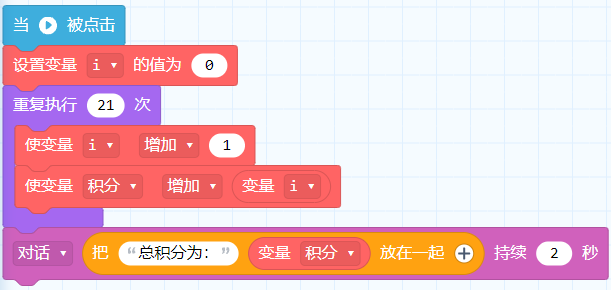 当 被点击
设置变量 i 的值为 0
重复执行 21 次
使变量 i 增加 1
使变量 积分 增加 变量 i
对话 把 “总积分为：” 变量 积分 放在一起 持续 2 秒